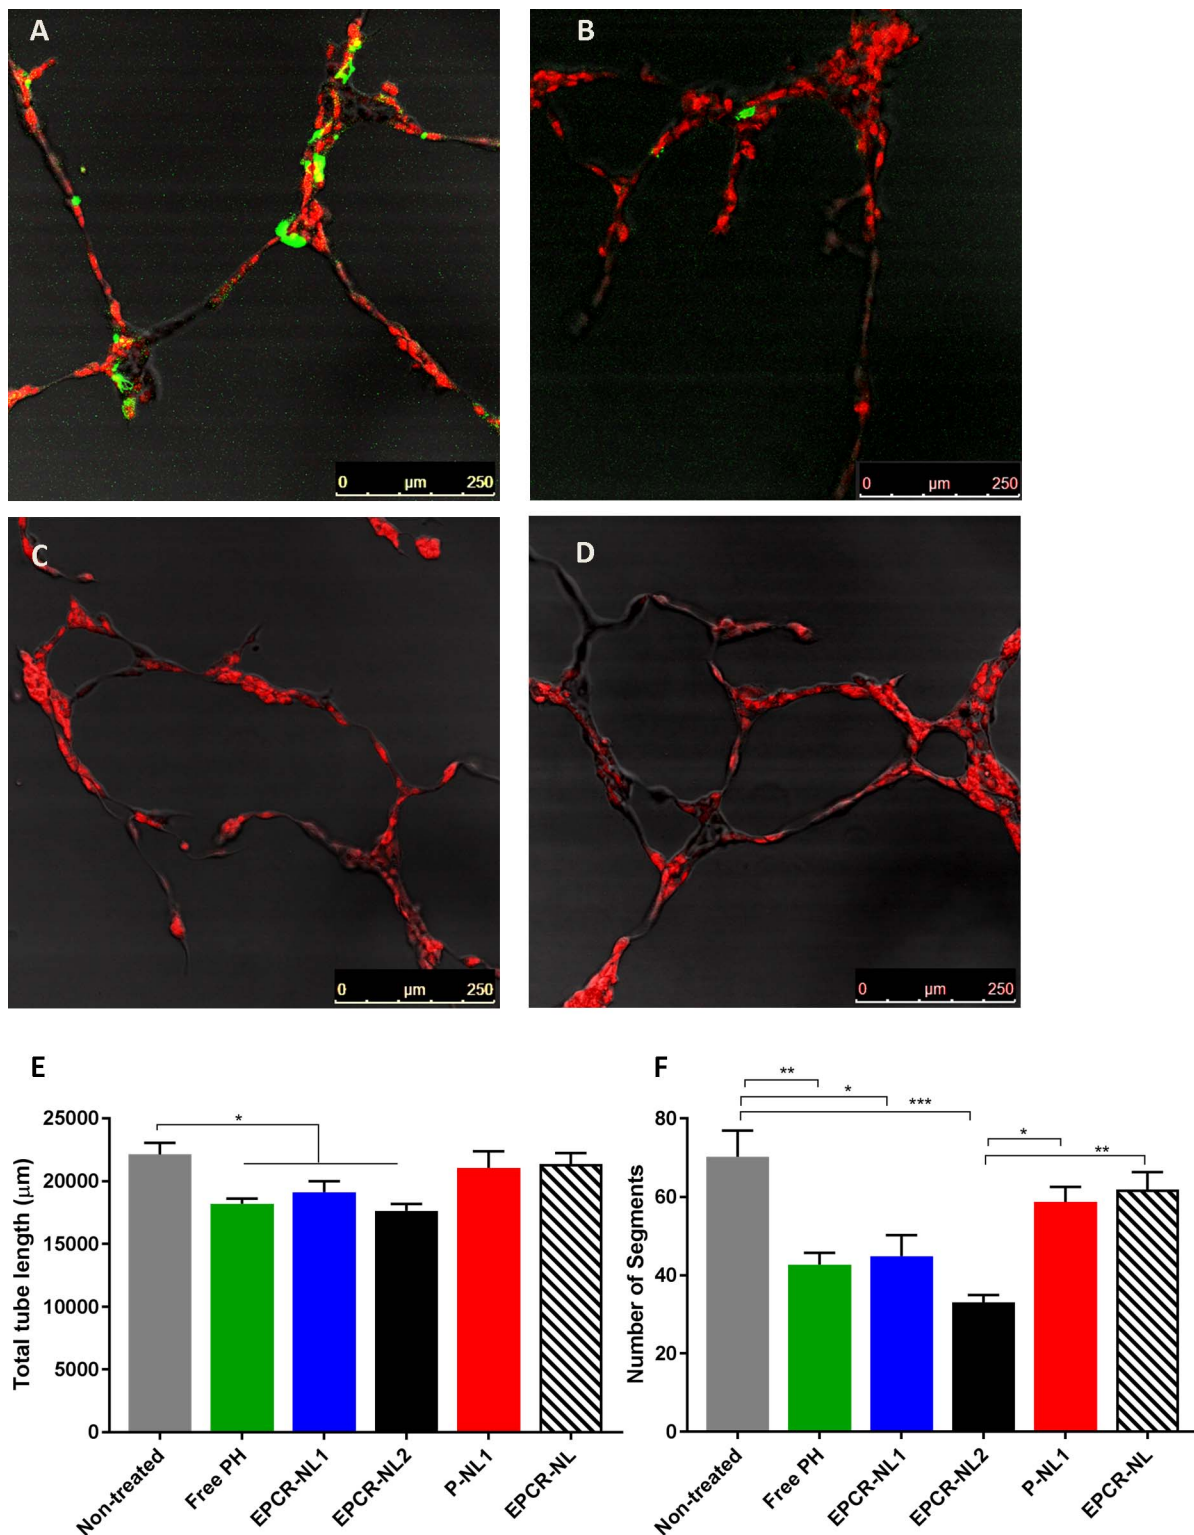 A
B
0 μm 250
0 μm 250
C
D
0 μm 250
0 μm 250
E
F
*
**
*
***
*
**
Total tube length (μm)
25000
20000
15000
10000
5000
0
Non-treated
Free PH
EPCR-NL1
EPCR-NL2
P-NL1
EPCR-NL
Number of Segments
80
60
40
20
0
Non-treated
Free PH
EPCR-NL1
EPCR-NL2
P-NL1
EPCR-NL